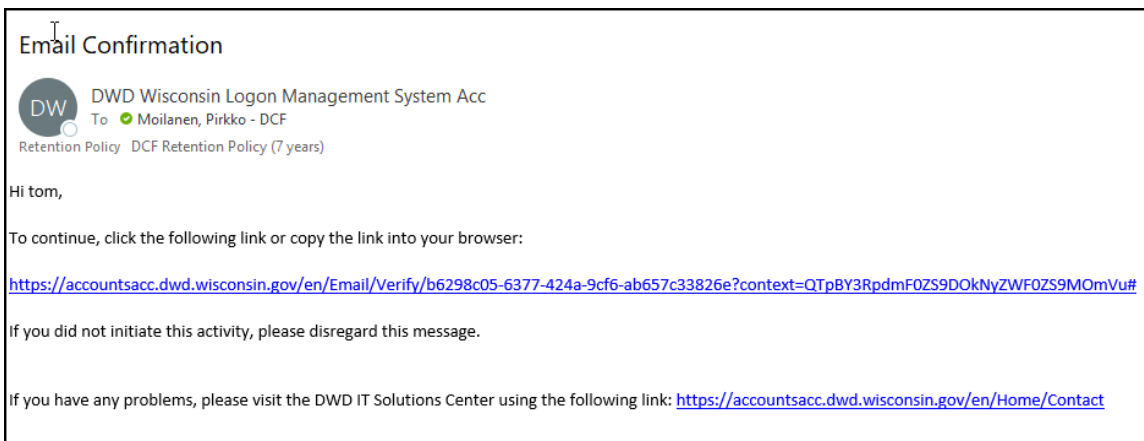 Email Confirmation
DW
DWD Wisconsin Logon Management System Acc
To Moilanen, Pirkko - DCF
Retention Policy DCF Retention Policy (7 years)
Hi tom,
To continue, click the following link or copy the link into your browser:
https://accountsacc.dwd.wisconsin.gov/en/Email/Verify/b6298c05-6377-424a-9cf6-ab657c33826e?context=QTpBY3RpdmF0ZS9DOkNyZWF0ZS9MOmVu#
If you did not initiate this activity, please disregard this message.
If you have any problems, please visit the DWD IT Solutions Center using the following link: https://accountsacc.dwd.wisconsin.gov/en/Home/Contact